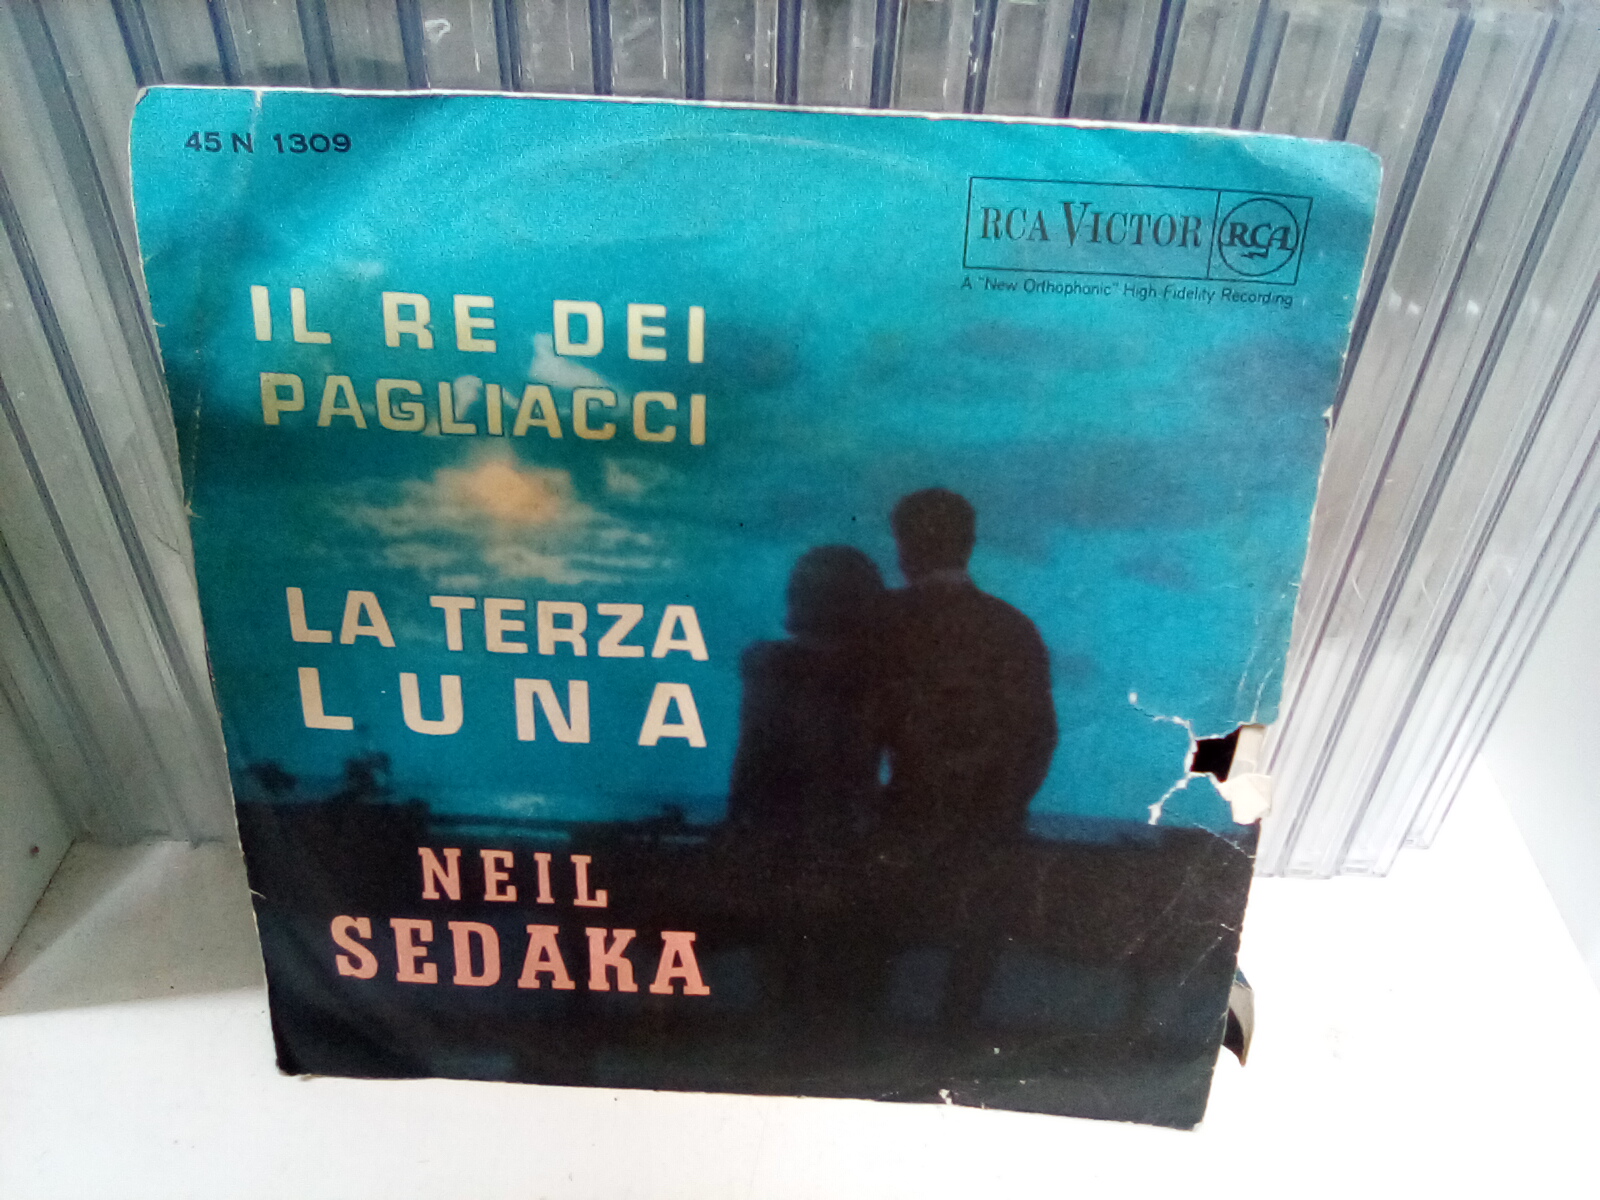 45 N 1309
RCA VICTOR RCA
A "New Orthophonic" High Fidelity Recording
IL RE DEI
PAGLIACCI
LA TERZA
LUNA
NEIL
SEDAKA